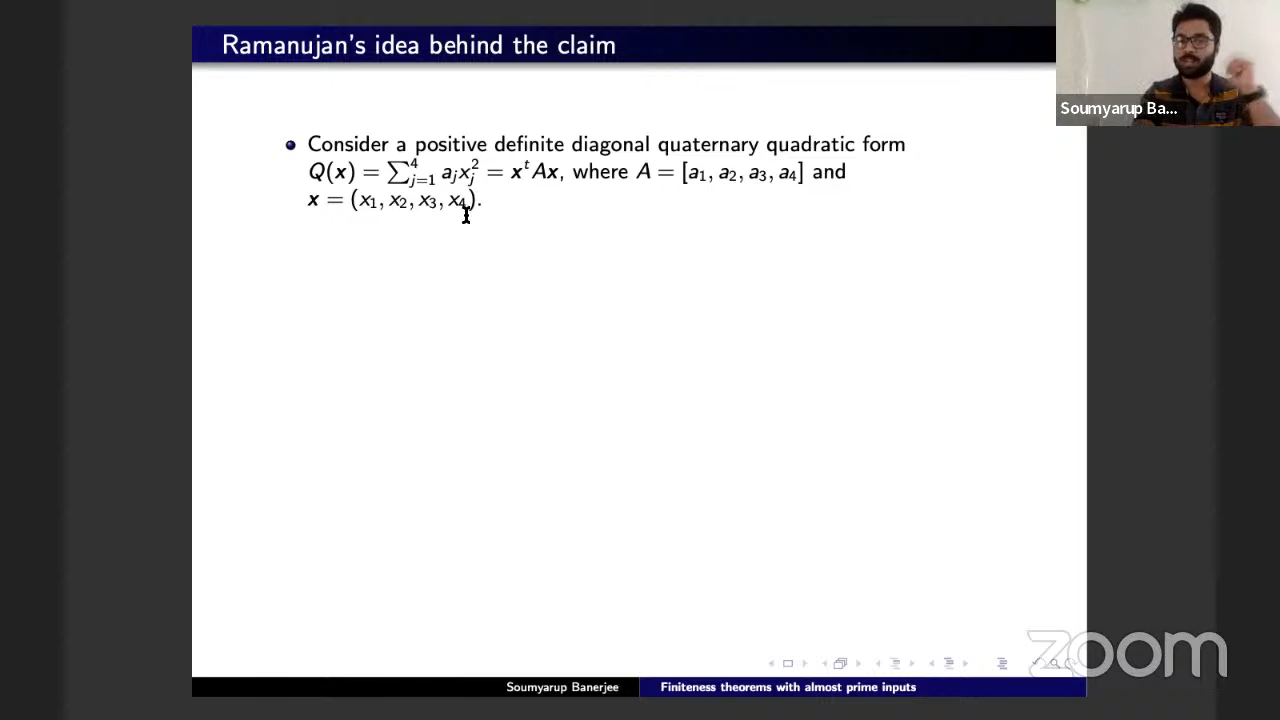 Ramanujan's idea behind the claim
Soumyarup Ba...
Consider a positive definite diagonal quaternary quadratic form
Q(x) = ∑⁴ⱼ₌₁ aⱼxⱼ² = xᵗAx, where A = [a₁, a₂, a₃, a₄] and
x = (x₁, x₂, x₃, x₄).
zoom
Soumyarup Banerjee
Finiteness theorems with almost prime inputs